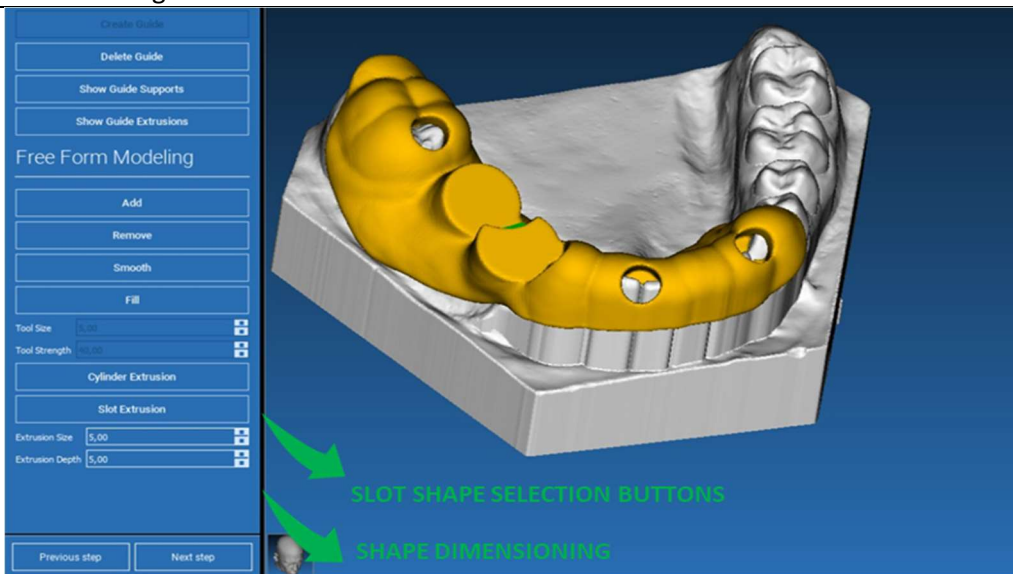 Create Guide
Delete Guide
Show Guide Supports
Show Guide Extrusions
Free Form Modeling
Add
Remove
Smooth
Fill
Tool Size 5,00
Tool Strength
Cylinder Extrusion
Slot Extrusion
Extrusion Size 5,00
Extrusion Depth 5,00
SLOT SHAPE SELECTION BUTTONS
SHAPE DIMENSIONING
Previous step Next step